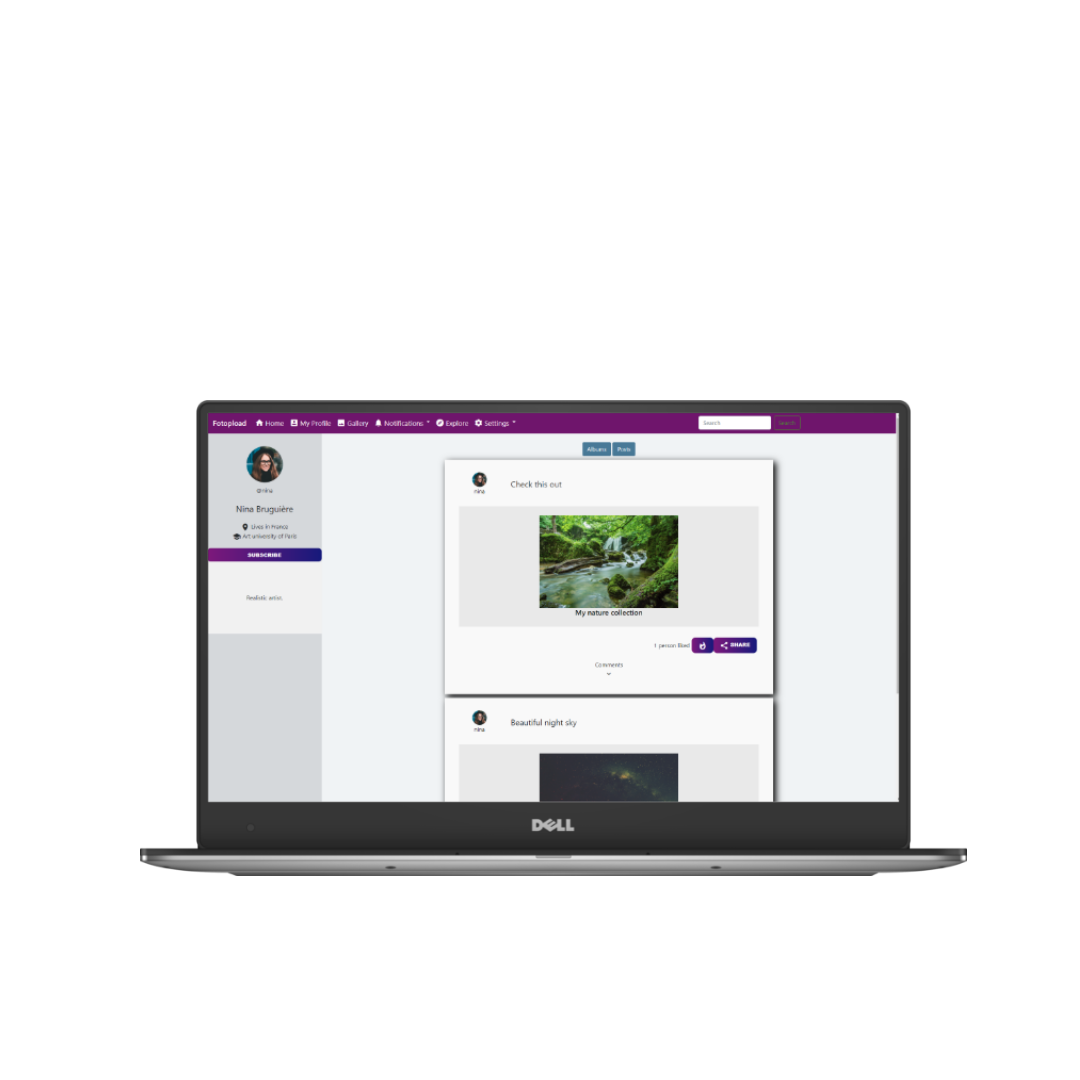 Fotopload Home My Profile Gallery Notifications Explore Settings Search Search
@nina
Nina Bruguière
Lives in France
Art university of Paris
SUBSCRIBE
Realistic artist.
Albums Posts
nina Check this out
My nature collection
1 person liked SHARE
Comments
nina Beautiful night sky
DELL